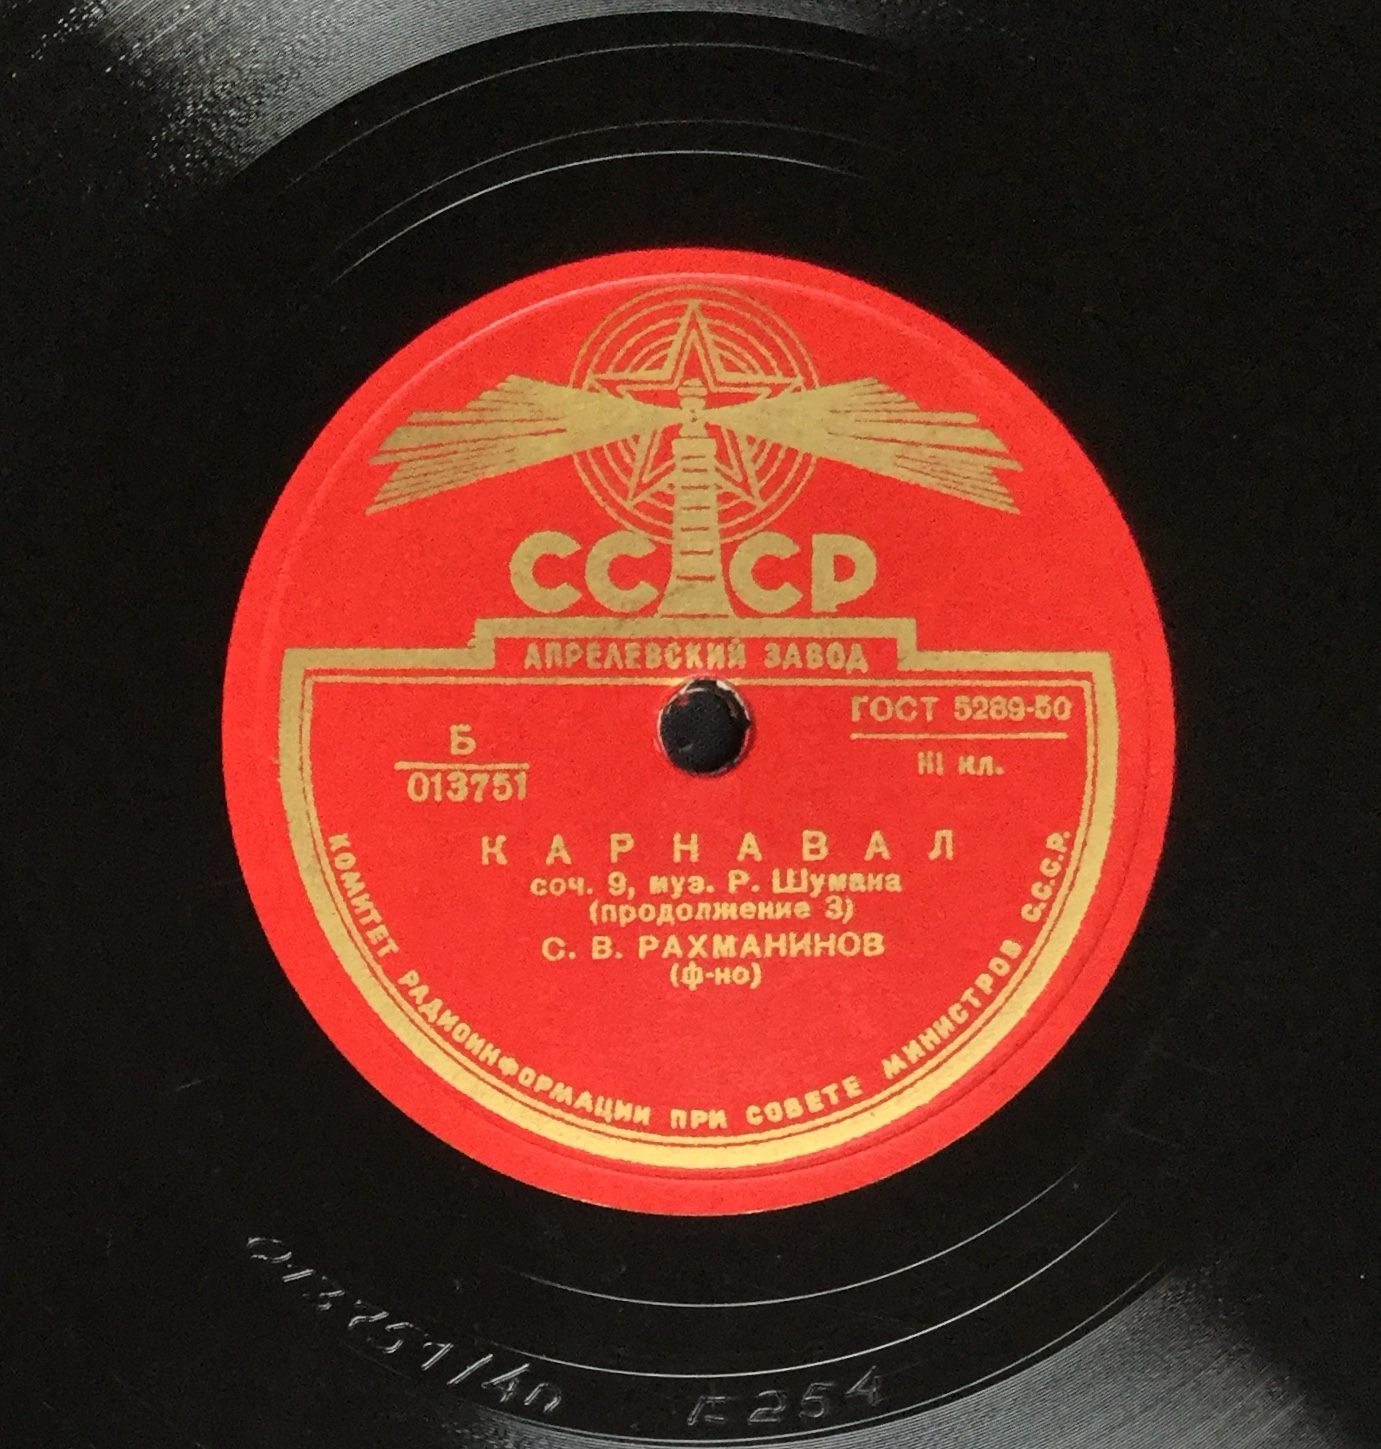 СССР
АПРЕЛЕВСКИЙ ЗАВОД
ГОСТ 5289-50
III кл.
Б
013751
КАРНАВАЛ
соч. 9, муз. Р. Шумана
(продолжение 3)
С. В. РАХМАНИНОВ
(ф-но)
КОМИТЕТ РАДИОИНФОРМАЦИИ ПРИ СОВЕТЕ МИНИСТРОВ С.С.С.Р.